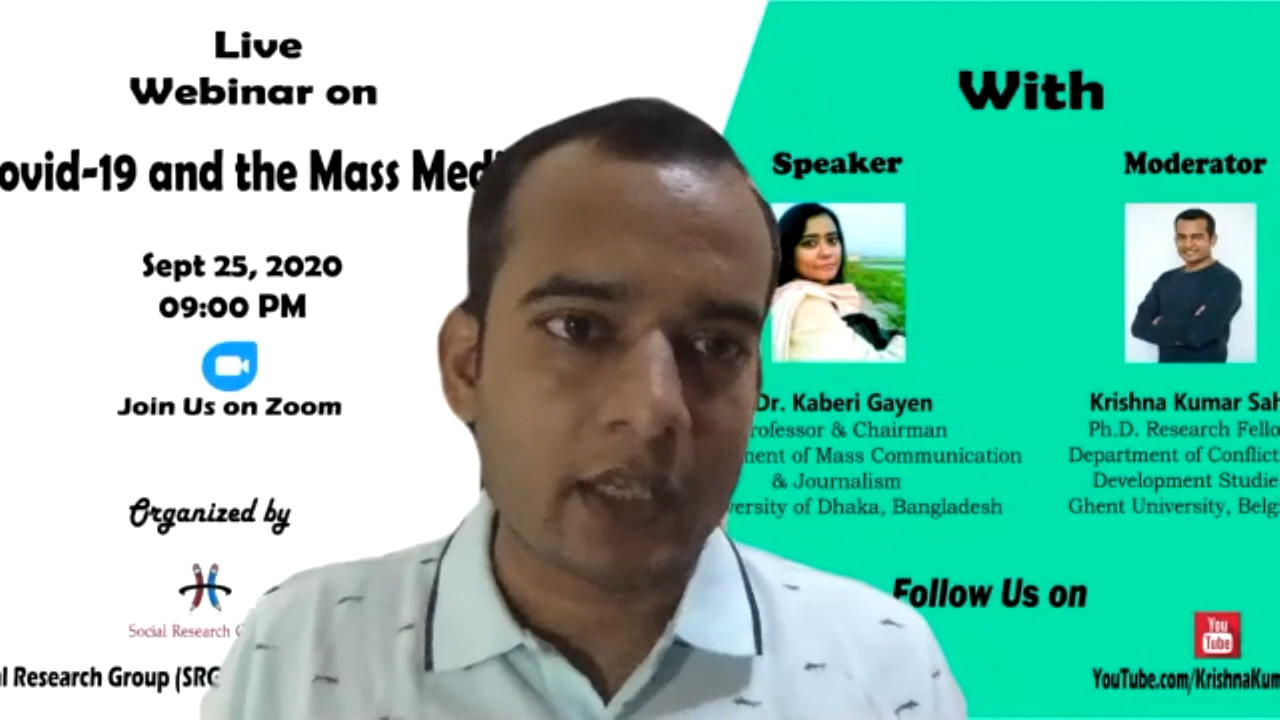 Live
Webinar on
ovid-19 and the Mass Med
Sept 25, 2020
09:00 PM
Join Us on Zoom
Organized by
Social Research
l Research Group (SRG
With
Speaker
Moderator
Dr. Kaberi Gayen
rofessor & Chairman
ment of Mass Communication
& Journalism
versity of Dhaka, Bangladesh
Krishna Kumar Sah
Ph.D. Research Fello
Department of Conflict
Development Studie
Ghent University, Belg
Follow Us on
You
Tube
YouTube.com/KrishnaKum